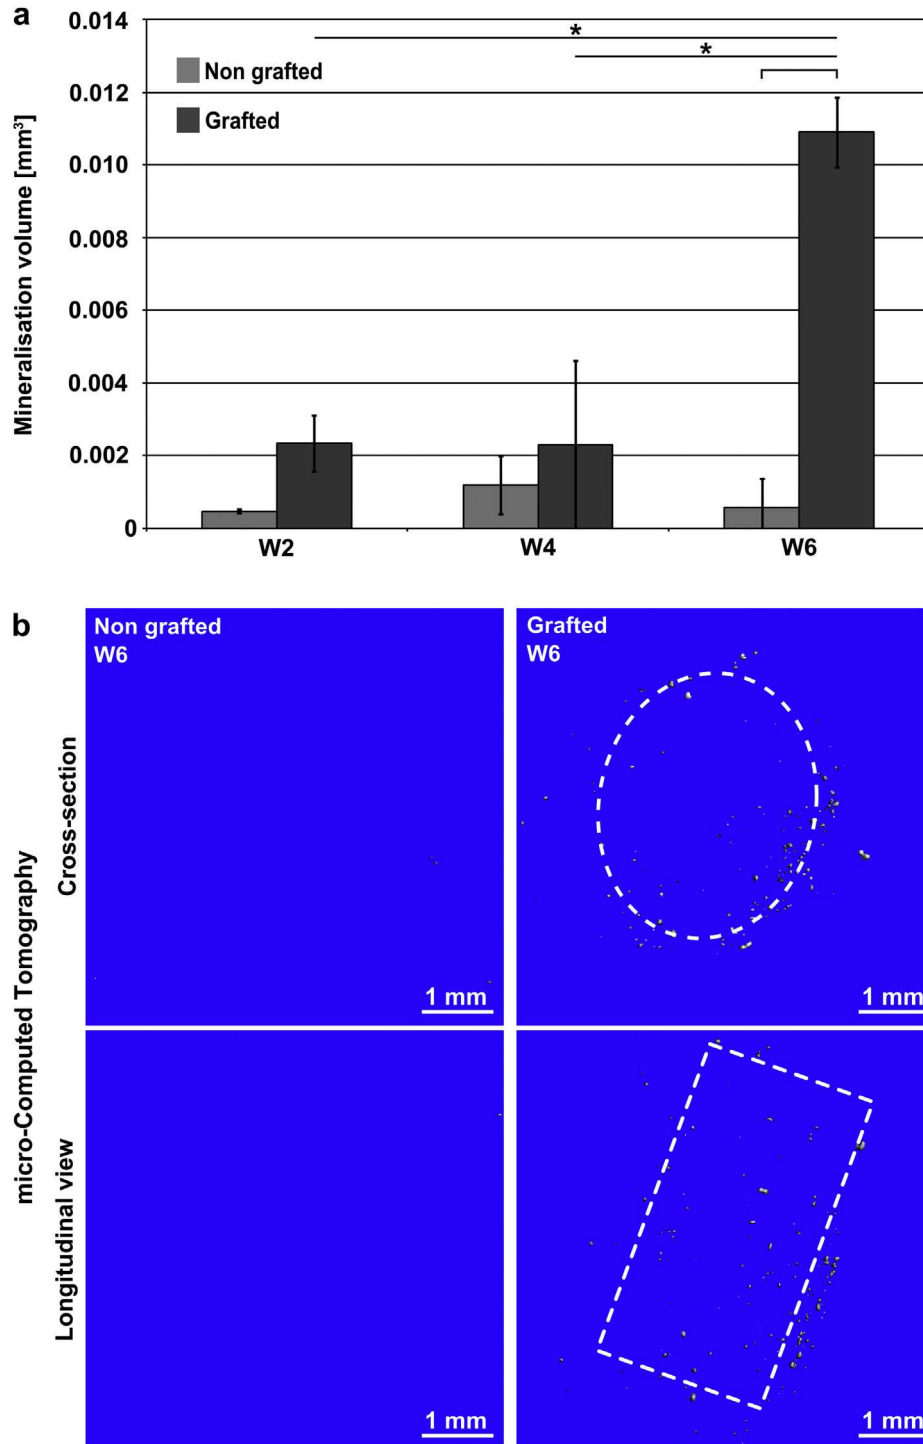 a
0.014
0.012
0.010
0.008
0.006
0.004
0.002
0
Mineralisation volume [mm³]
Non grafted
Grafted
*
*
W2
W4
W6
b
micro-Computed Tomography
Cross-section
Longitudinal view
Non grafted
W6
1 mm
Grafted
W6
1 mm
1 mm
1 mm